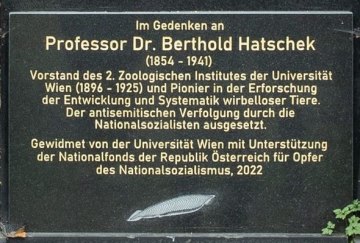 Im Gedenken an
Professor Dr. Berthold Hatschek
(1854 - 1941)
Vorstand des 2. Zoologischen Institutes der Universität
Wien (1896 - 1925) und Pionier in der Erforschung
der Entwicklung und Systematik wirbelloser Tiere.
Der antisemitischen Verfolgung durch die
Nationalsozialisten ausgesetzt.
Gewidmet von der Universität Wien mit Unterstützung
der Nationalfonds der Republik Österreich für Opfer
des Nationalsozialismus, 2022